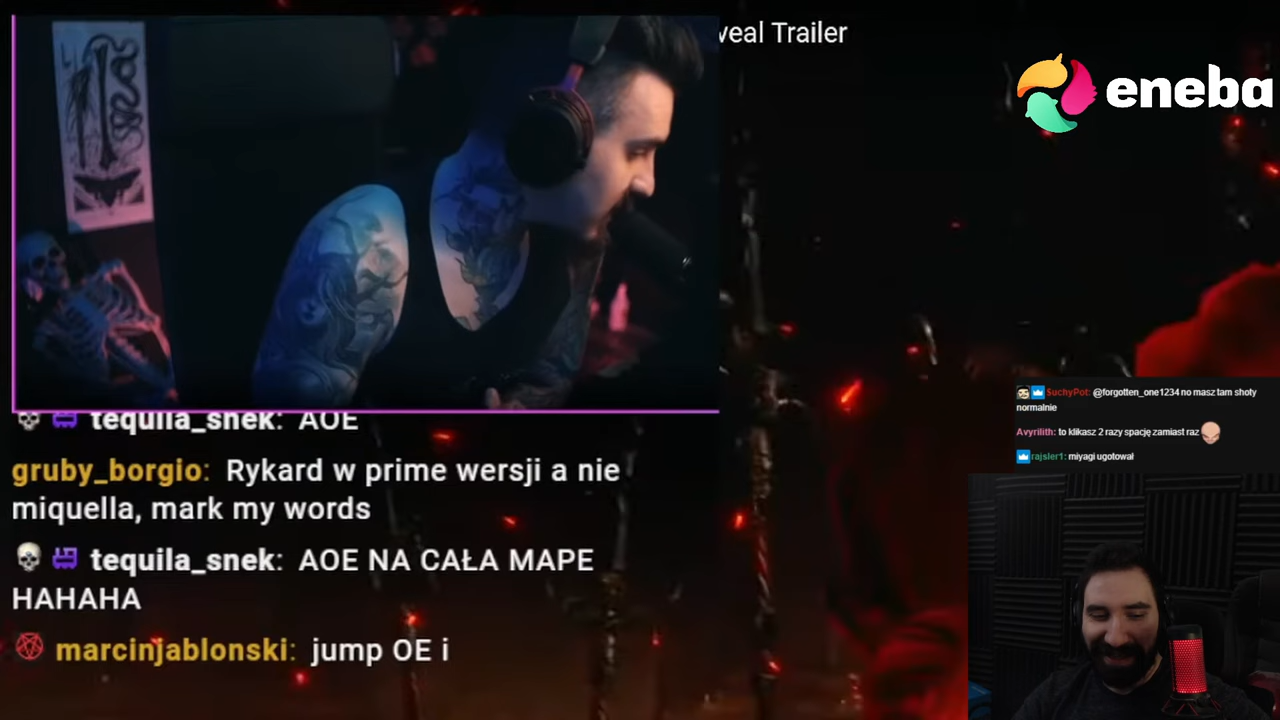 veal Trailer
eneba
tequila_snek: AOE
gruby_borgio: Rykard w prime wersji a nie
miquella, mark my words
tequila_snek: AOE NA CAŁA MAPE
HAHAHA
marcinjablonski: jump OE i
SuchyPot: @forgotten_one1234 no masz tam shoty
normalnie
Avyrilith: to klikasz 2 razy spację zamiast raz
rajsler1: miyagi ugotował